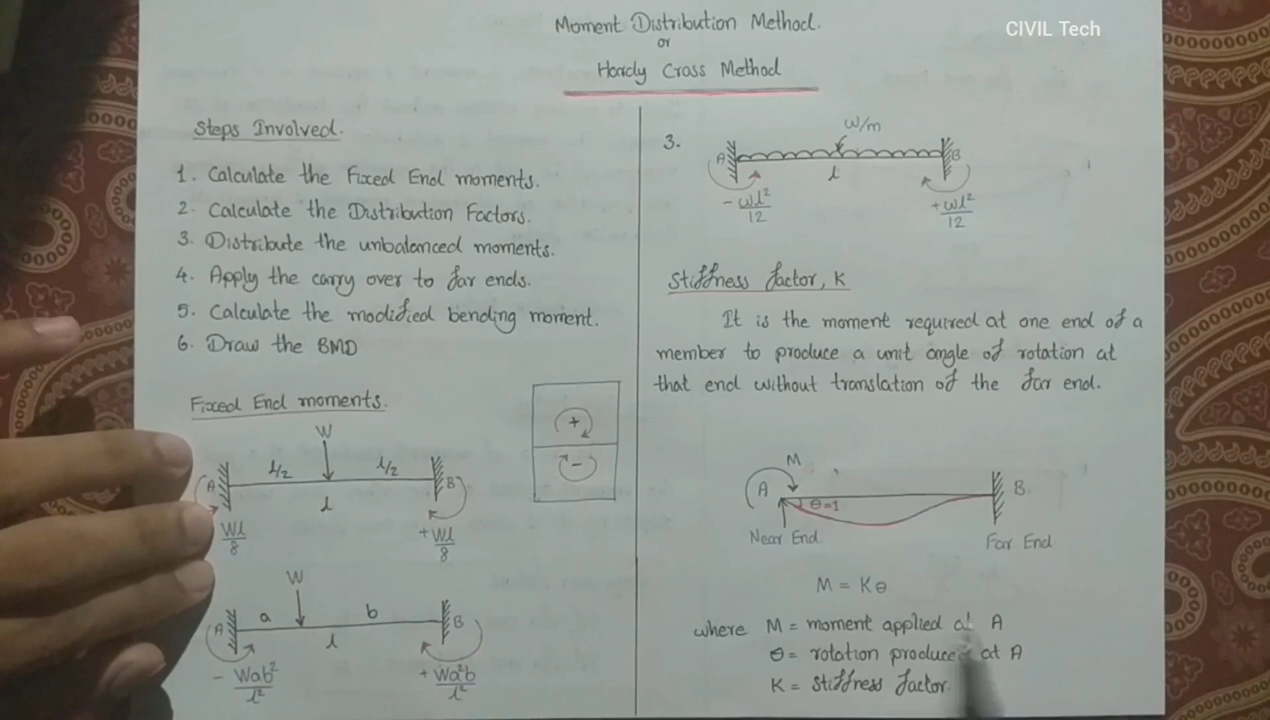 Moment Distribution Method.
or
Hardy Cross Method
CIVIL Tech
Steps Involved.
1. Calculate the Fixed End moments.
2. Calculate the Distribution Factors.
3. Distribute the unbalanced moments.
4. Apply the carry over to far ends.
5. Calculate the modified bending moment.
6. Draw the BMD
Fixed End moments.
W
A l/2 l/2 B
l
Wl/8 +Wl/8
+
-
W
A a b B
l
- Wab²/l² + Wa²b/l²
3.
w/m
A B
l
- wl²/12 + wl²/12
Stiffness factor, K
It is the moment required at one end of a
member to produce a unit angle of rotation at
that end without translation of the far end.
M
A θ=1 B
Near End Far End
M = Kθ
where M = moment applied at A
θ = rotation produced at A
K = Stiffness factor.